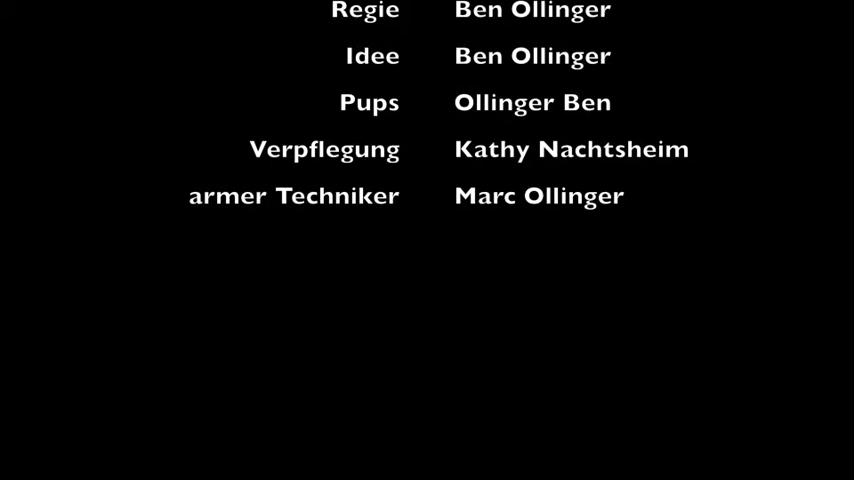 Regie Ben Ollinger
Idee Ben Ollinger
Pups Ollinger Ben
Verpflegung Kathy Nachtsheim
armer Techniker Marc Ollinger